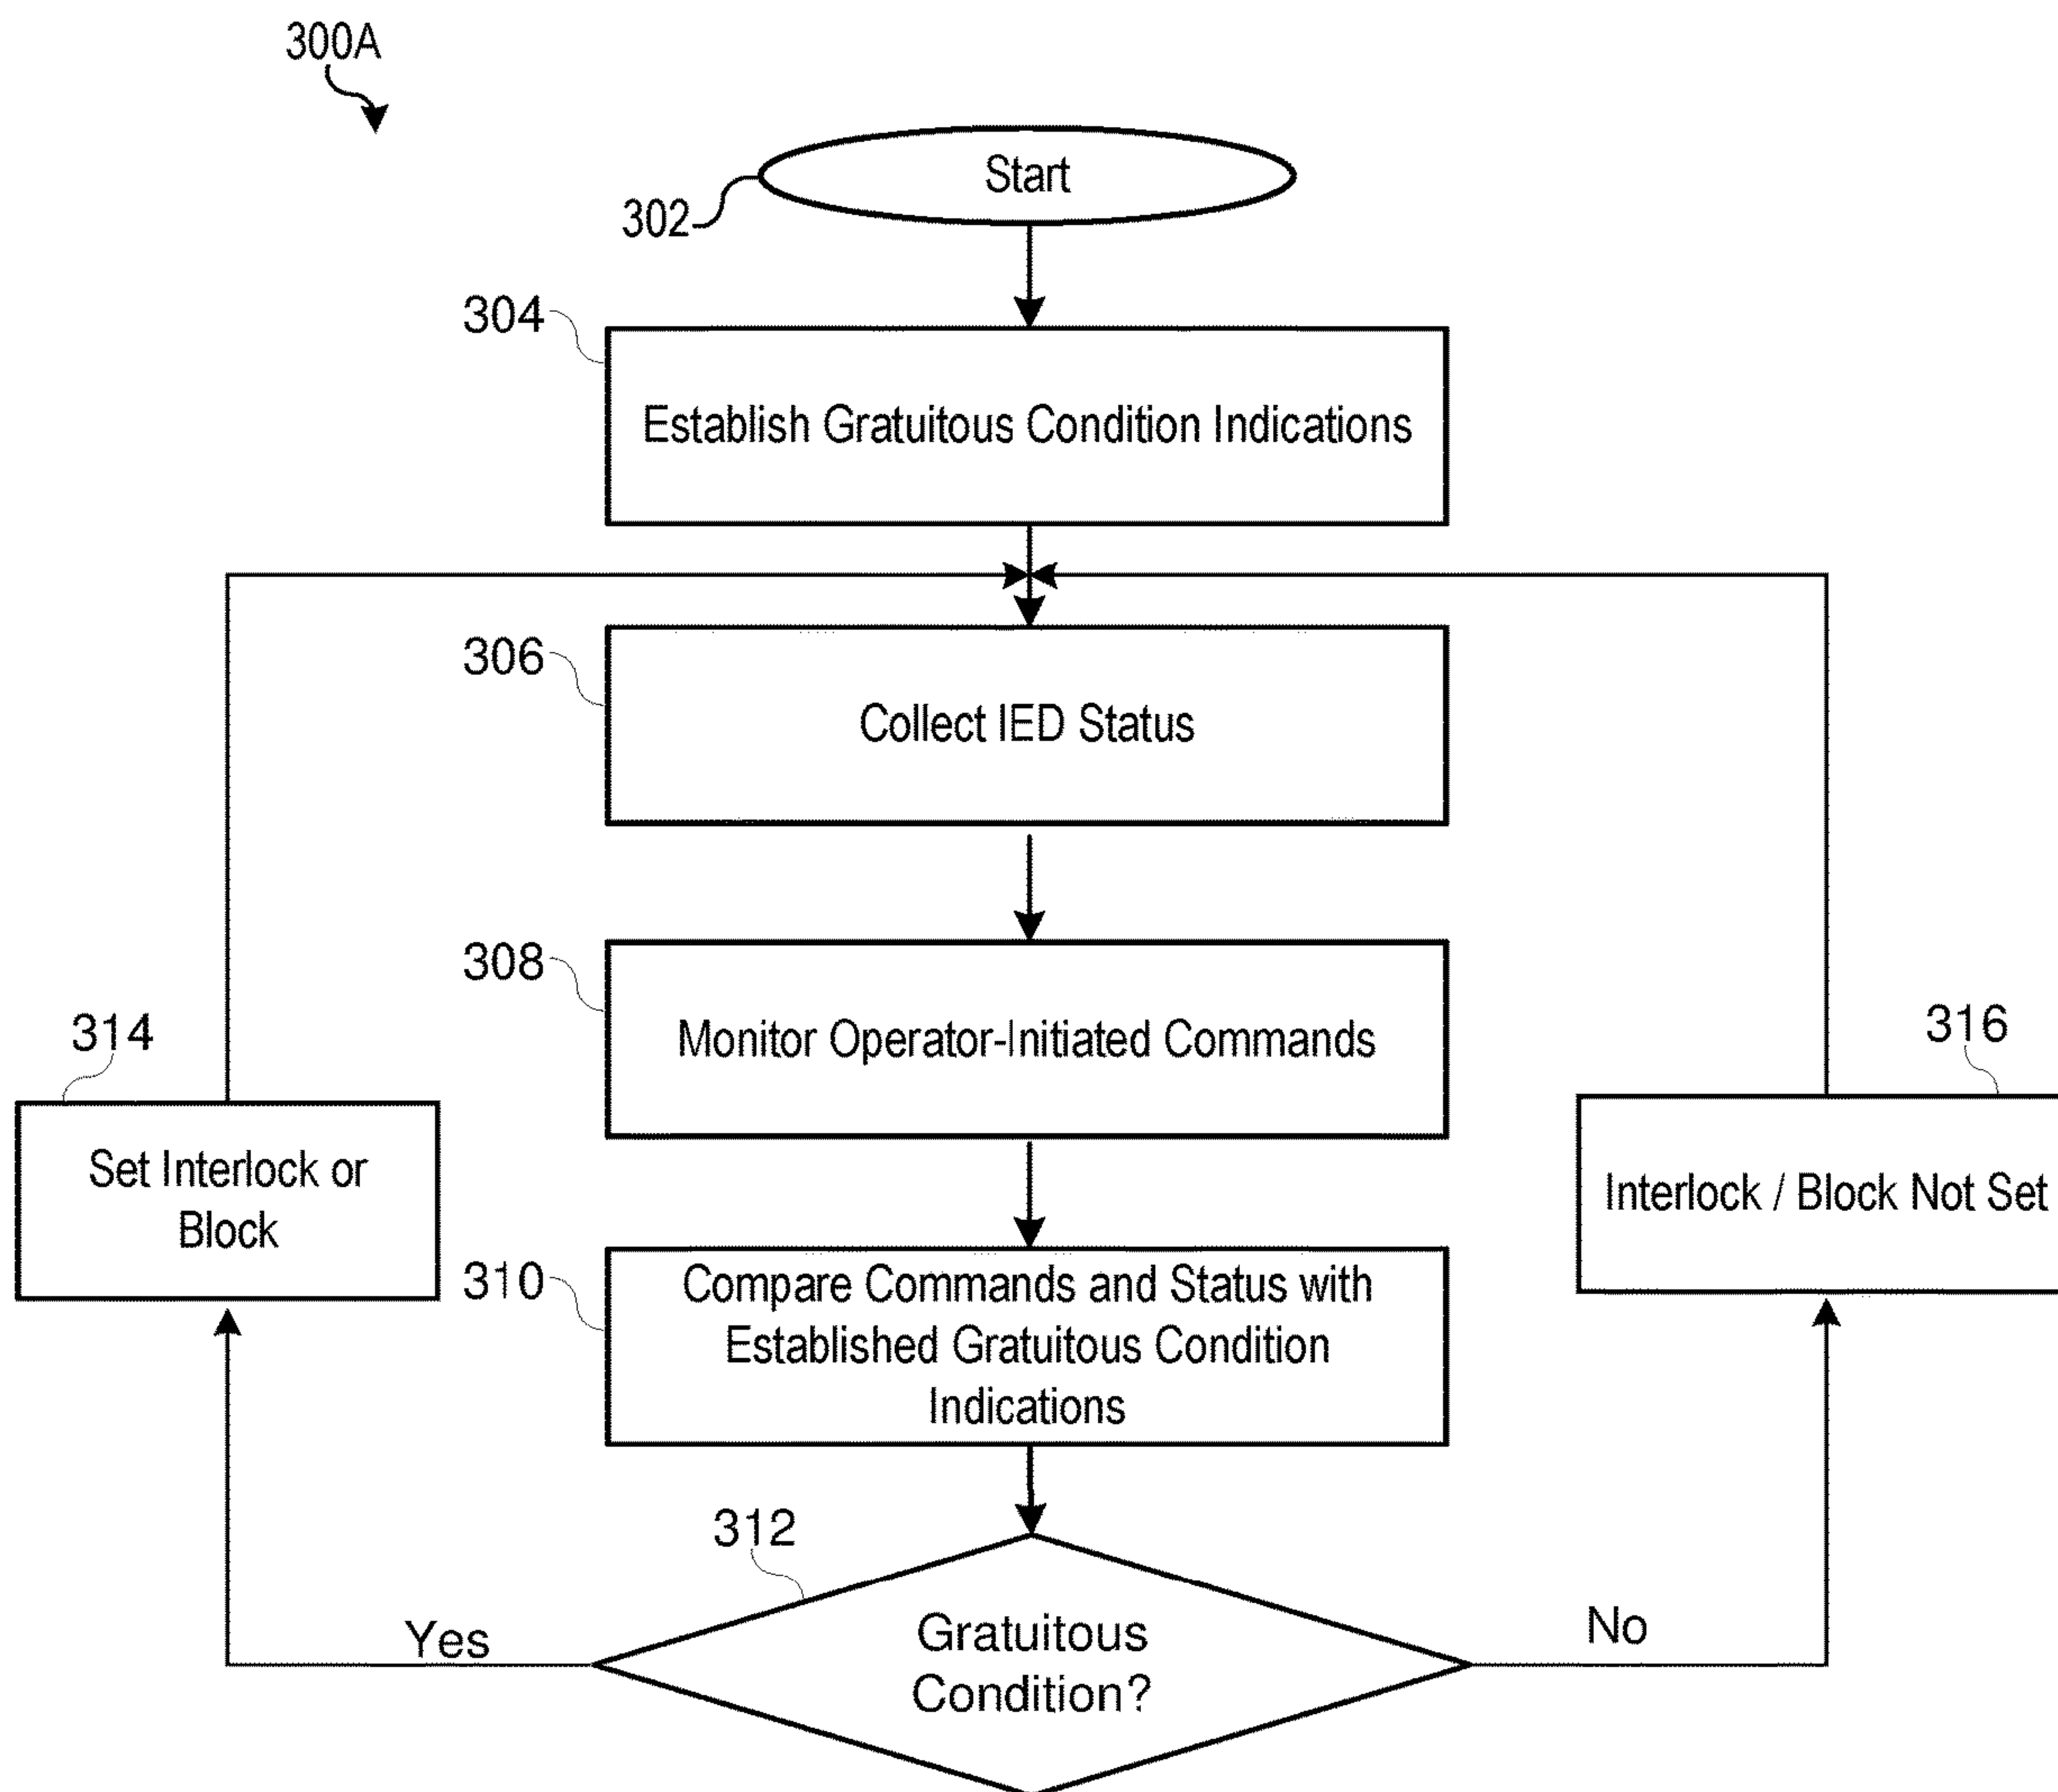 300A
Start
302
304
Establish Gratuitous Condition Indications
306
Collect IED Status
308
Monitor Operator-Initiated Commands
314
Set Interlock or
Block
316
Interlock / Block Not Set
310
Compare Commands and Status with
Established Gratuitous Condition
Indications
312
Gratuitous
Condition?
Yes
No